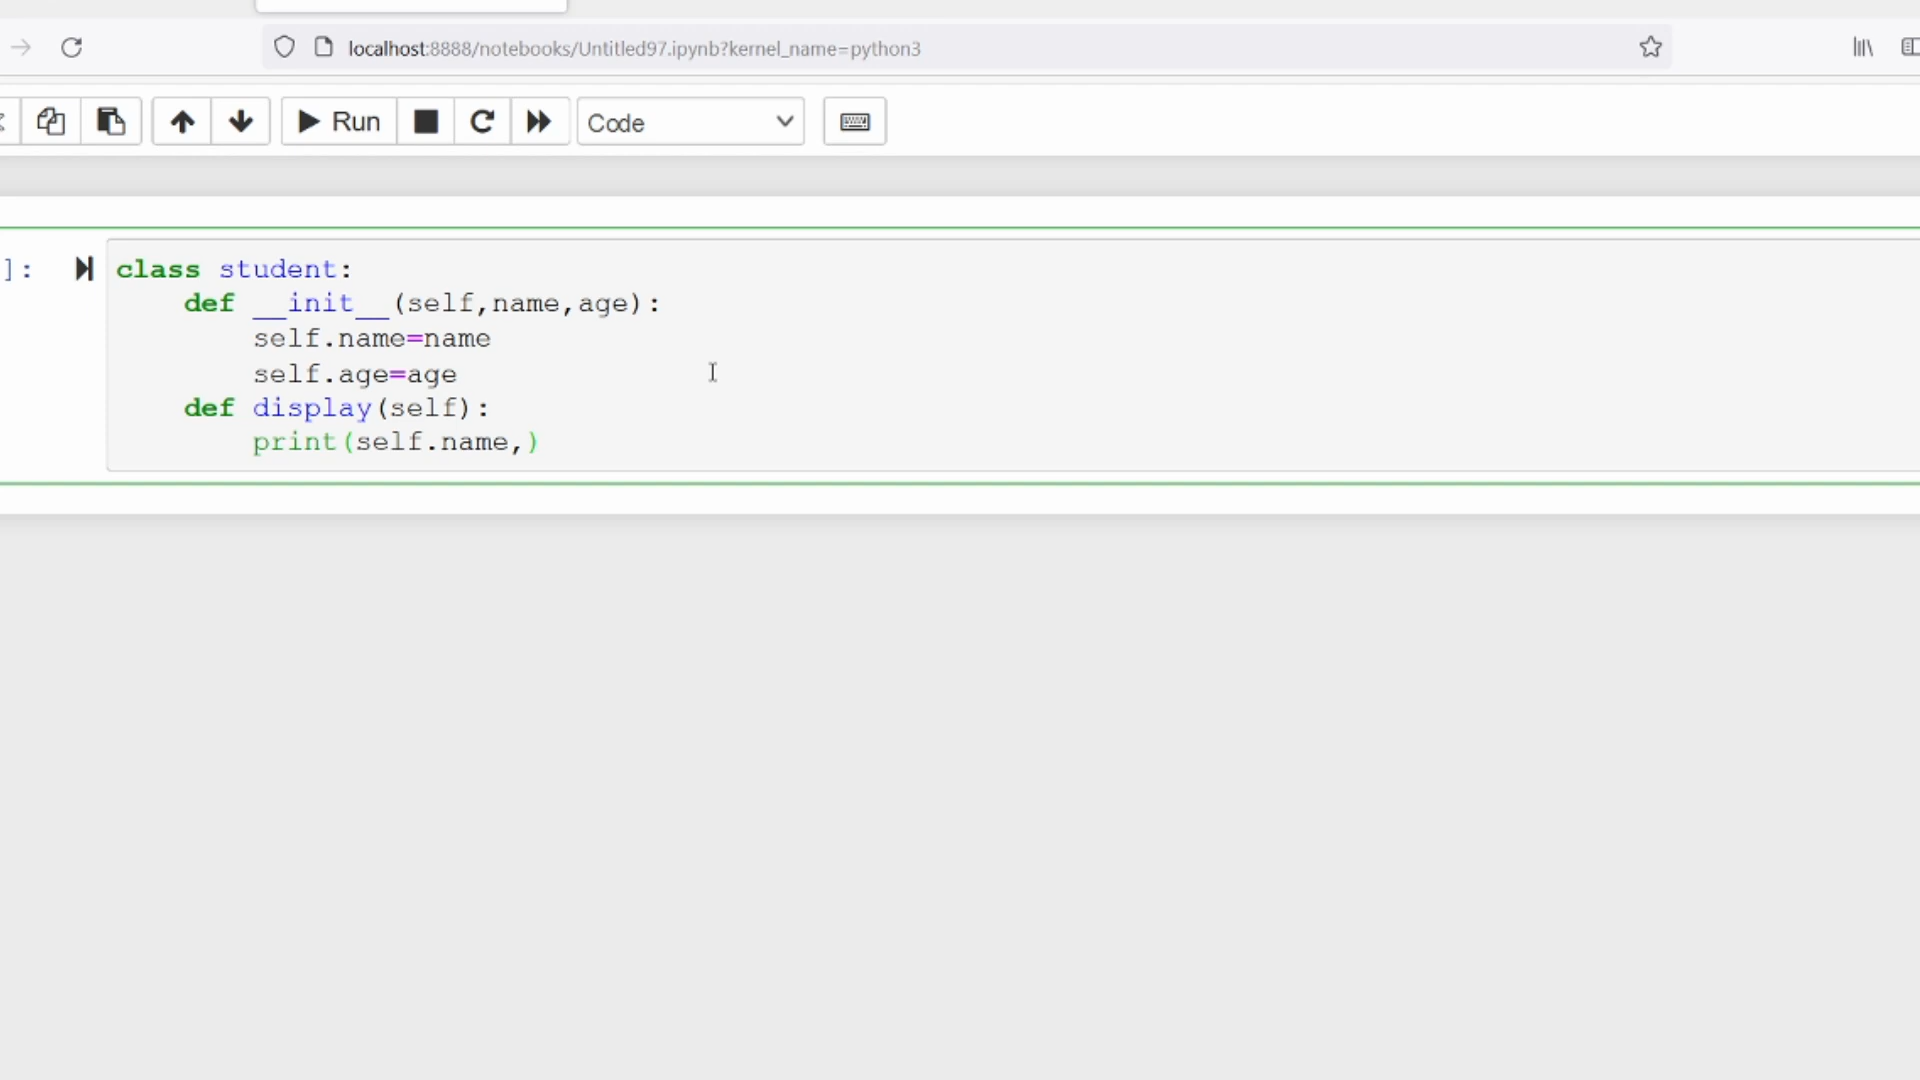 localhost:8888/notebooks/Untitled97.ipynb?kernel_name=python3
Run
Code
]:
class student:
    def __init__(self,name,age):
        self.name=name
        self.age=age
    def display(self):
        print(self.name,)